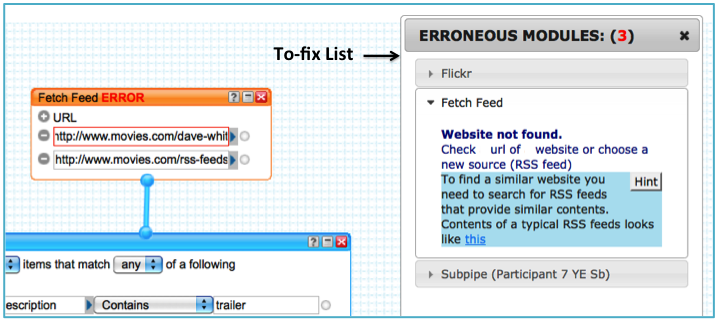 To-fix List
ERRONEOUS MODULES: (3)
Flickr
Fetch Feed
Website not found.
Check url of website or choose a
new source (RSS feed)
To find a similar website you
need to search for RSS feeds
that provide similar contents.
Contents of a typical RSS feeds looks
like this
Hint
Subpipe (Participant 7 YE Sb)
Fetch Feed ERROR
URL
http://www.movies.com/dave-whit
http://www.movies.com/rss-feeds
items that match any of a following
escription Contains trailer